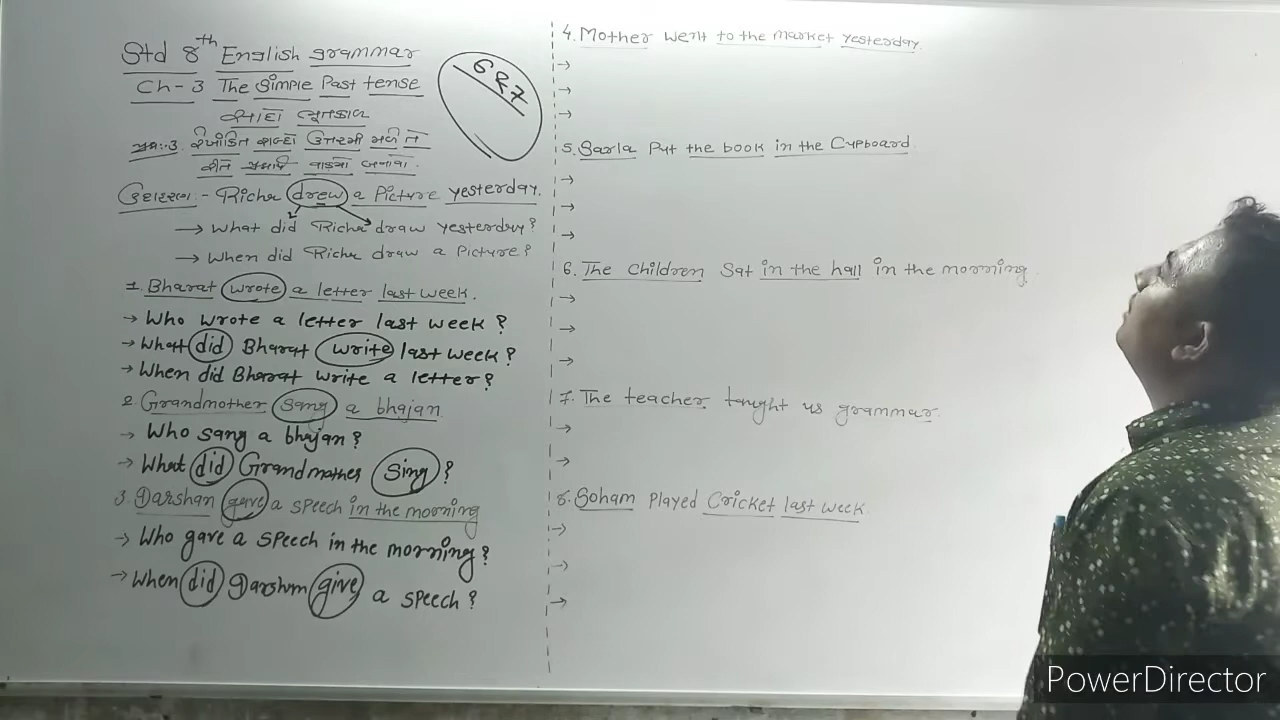 Std 8th English grammar
Ch-3 The Simple Past tense
साદો ભૂતકાળ
6 & 7
ઉદાહરણ - Richa drew a Picture yesterday.
→ What did Richa draw yesterday?
→ When did Richa draw a Picture?
1. Bharat wrote a letter last week.
→ Who wrote a letter last week?
→ What did Bharat write last week?
→ When did Bharat write a letter?
2. Grandmother sang a bhajan.
→ Who sang a bhajan?
→ What did Grandmother sing?
3. Darshan gave a speech in the morning
→ Who gave a speech in the morning?
→ When did Darshan give a speech?
4. Mother went to the market yesterday.
→
→
→
5. Sarla Put the book in the Cupboard.
→
→
→
6. The Children Sat in the hall in the morning.
→
→
→
7. The teacher taught us grammar.
→
→
8. Soham Played Cricket last week.
→
→
→
PowerDirector